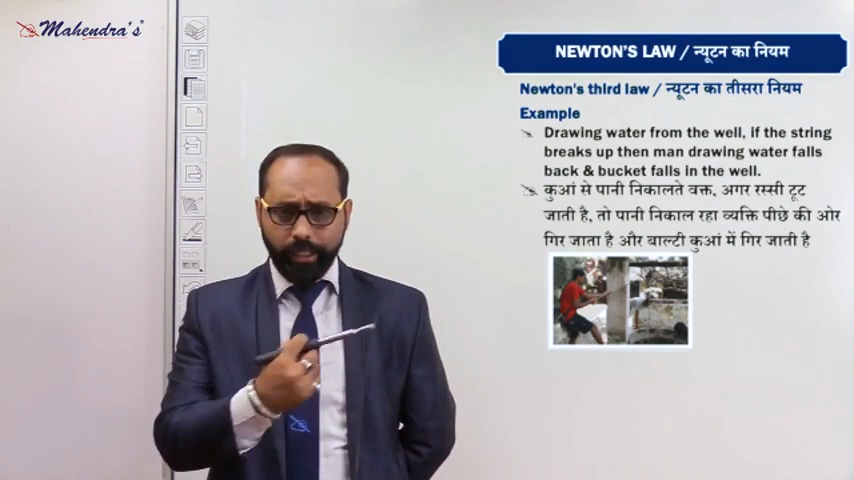 Mahendra's
NEWTON'S LAW / न्यूटन का नियम
Newton's third law / न्यूटन का तीसरा नियम
Example
Drawing water from the well, if the string
breaks up then man drawing water falls
back & bucket falls in the well.
कुआं से पानी निकालते वक्त, अगर रस्सी टूट
जाती है, तो पानी निकाल रहा व्यक्ति पीछे की ओर
गिर जाता है और बाल्टी कुआं में गिर जाती है